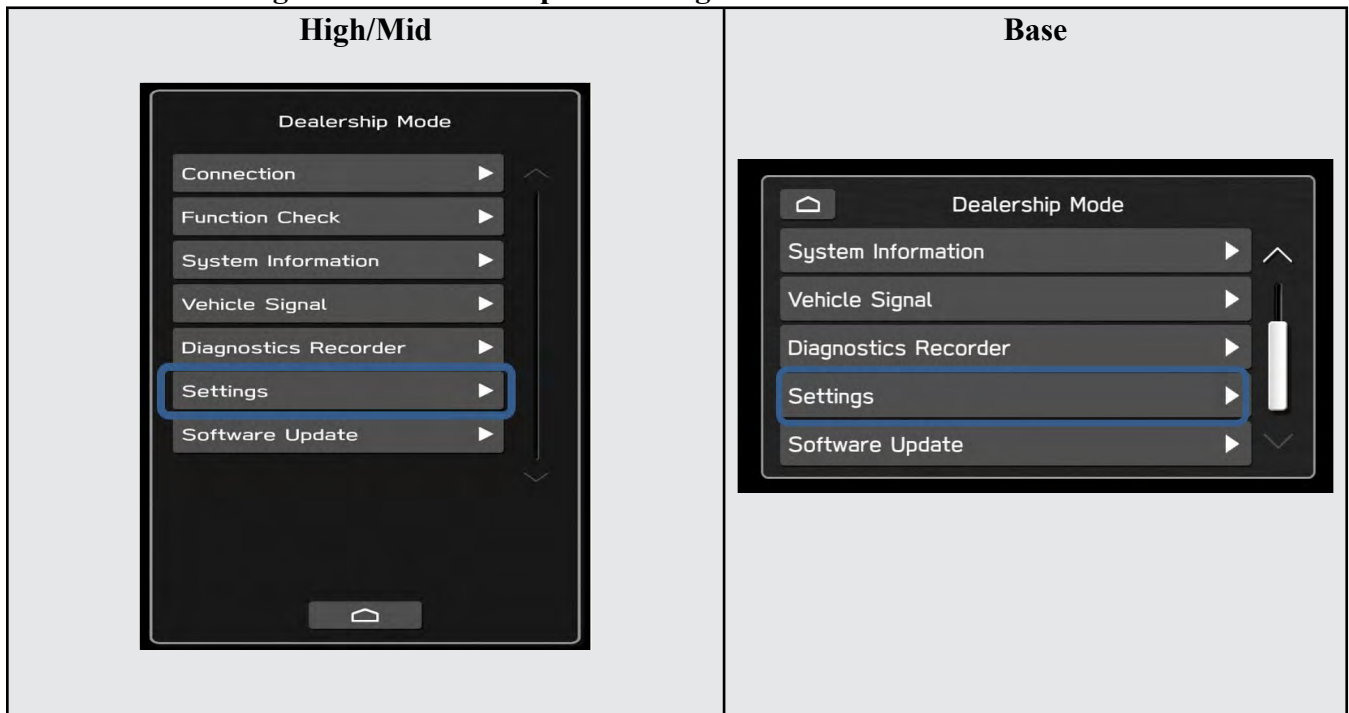 High/Mid
Dealership Mode
Connection
Function Check
System Information
Vehicle Signal
Diagnostics Recorder
Settings
Software Update
Base
Dealership Mode
System Information
Vehicle Signal
Diagnostics Recorder
Settings
Software Update